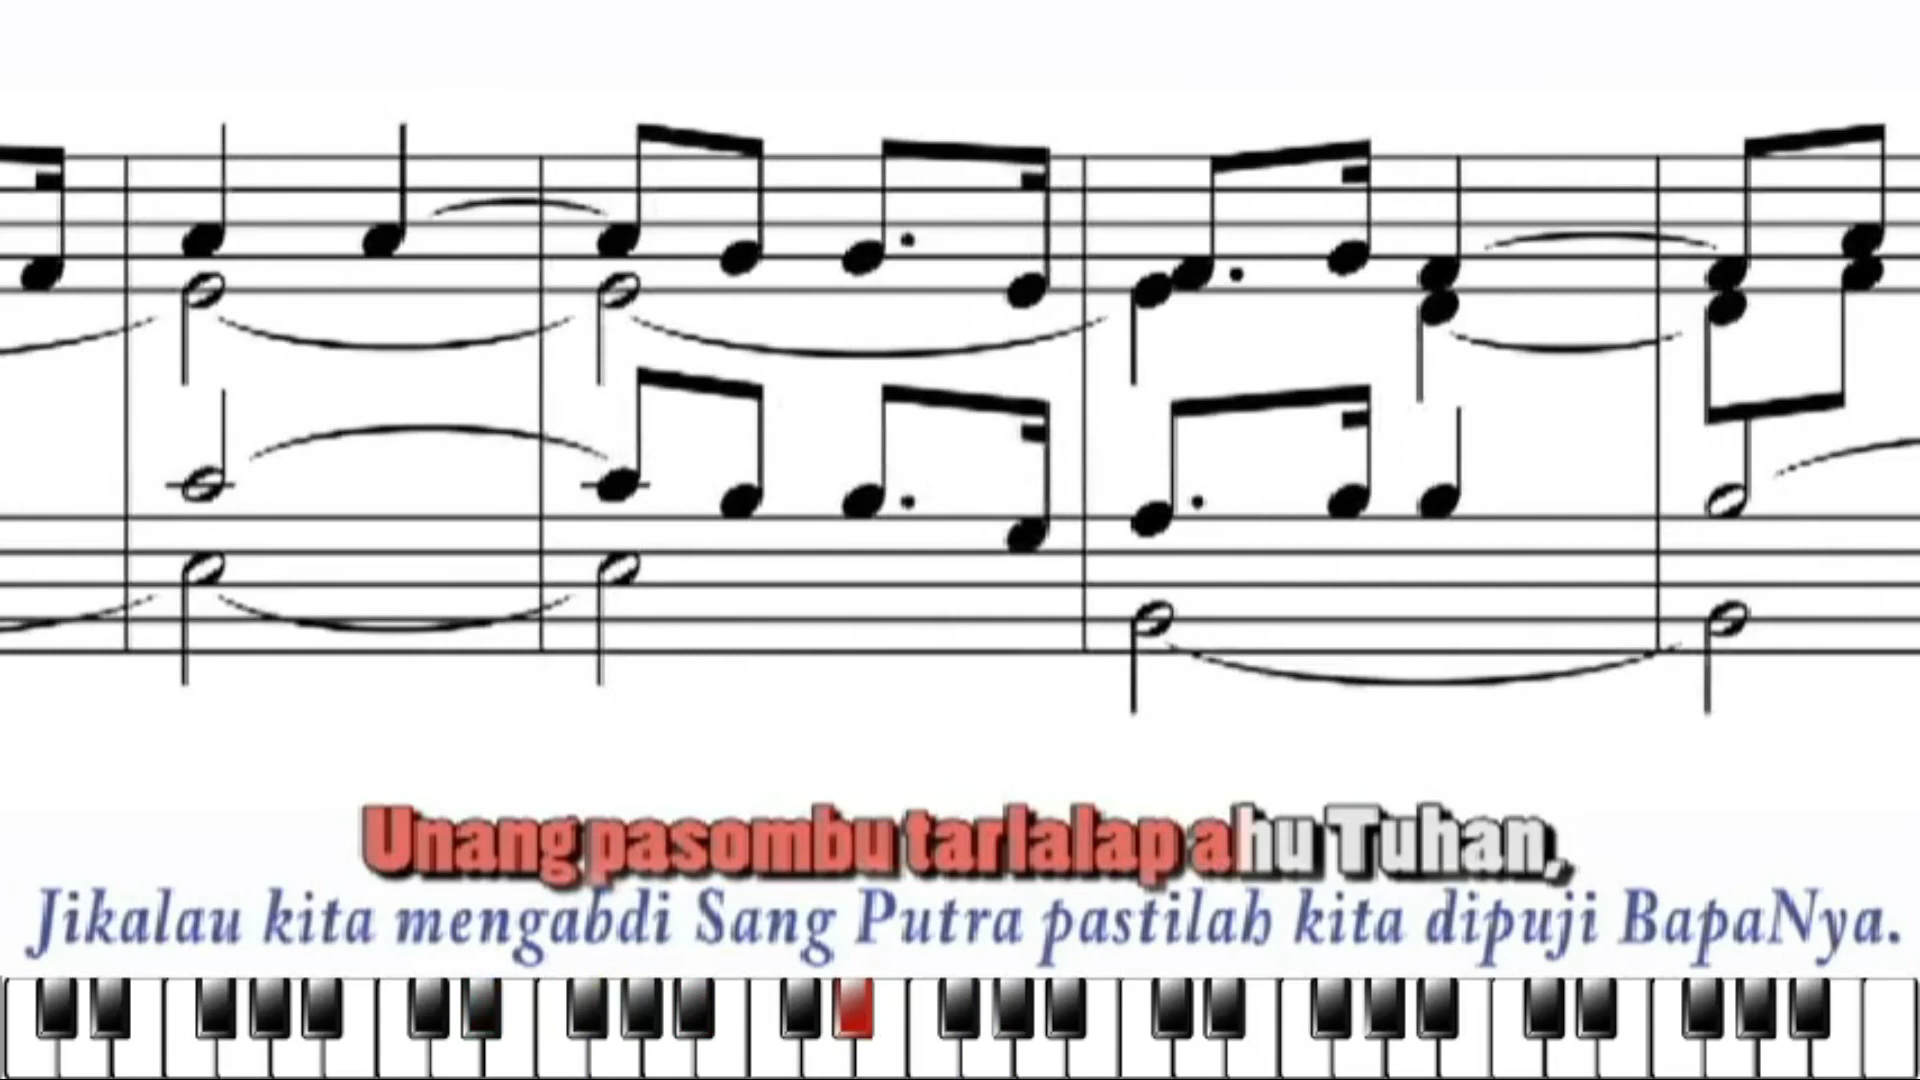 Unang pasombu tarlalap ahu Tuhan,
Jikalau kita mengabdi Sang Putra pastilah kita dipuji BapaNya.